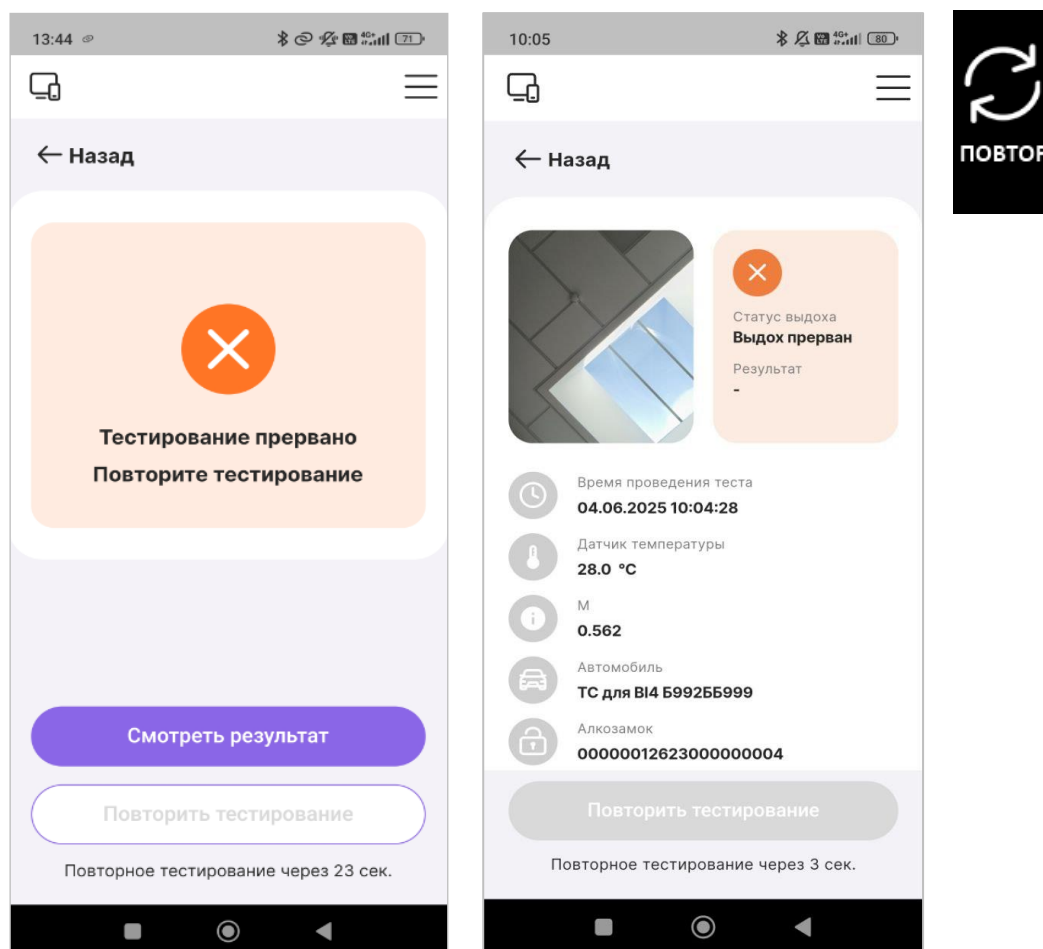 13:44
71
Назад
Тестирование прервано
Повторите тестирование
Смотреть результат
Повторить тестирование
Повторное тестирование через 23 сек.
10:05
80
Назад
Статус выдоха
Выдох прерван
Результат
-
Время проведения теста
04.06.2025 10:04:28
Датчик температуры
28.0 °C
М
0.562
Автомобиль
ТС для BI4 Б992ББ999
Алкозамок
00000012623000000004
Повторить тестирование
Повторное тестирование через 3 сек.
ПОВТОР